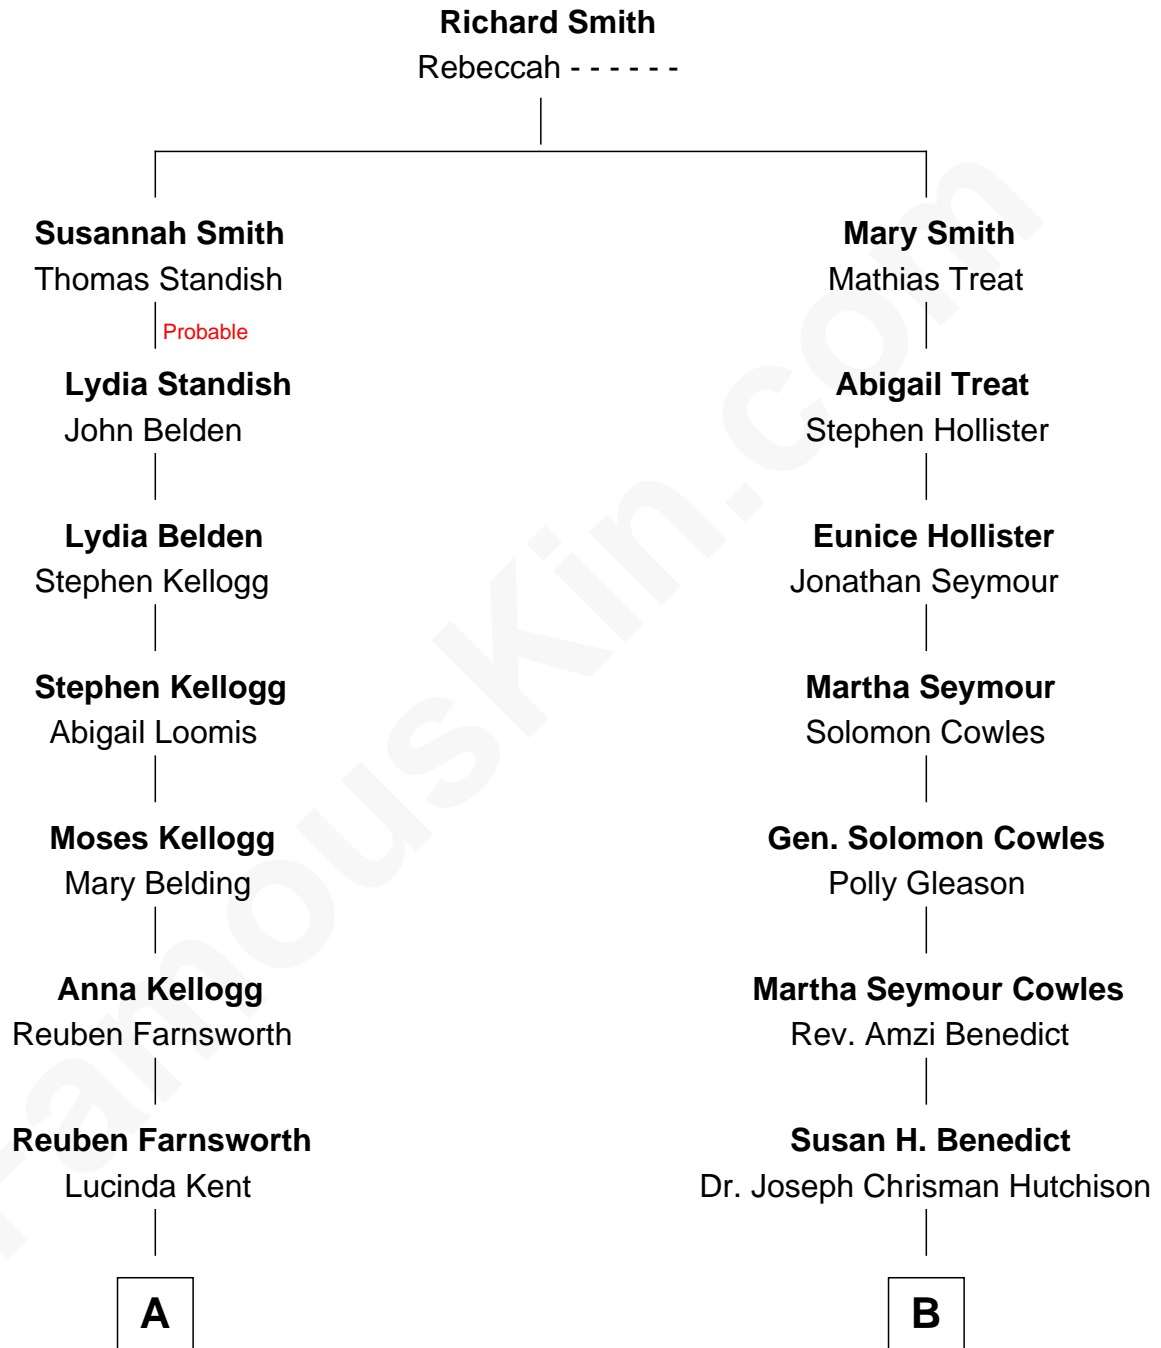 Richard Smith
Rebeccah - - - - - -
Susannah Smith
Thomas Standish
Probable
Lydia Standish
John Belden
Lydia Belden
Stephen Kellogg
Stephen Kellogg
Abigail Loomis
Moses Kellogg
Mary Belding
Anna Kellogg
Reuben Farnsworth
Reuben Farnsworth
Lucinda Kent
A
Mary Smith
Mathias Treat
Abigail Treat
Stephen Hollister
Eunice Hollister
Jonathan Seymour
Martha Seymour
Solomon Cowles
Gen. Solomon Cowles
Polly Gleason
Martha Seymour Cowles
Rev. Amzi Benedict
Susan H. Benedict
Dr. Joseph Chrisman Hutchison
B
FamousKin.com